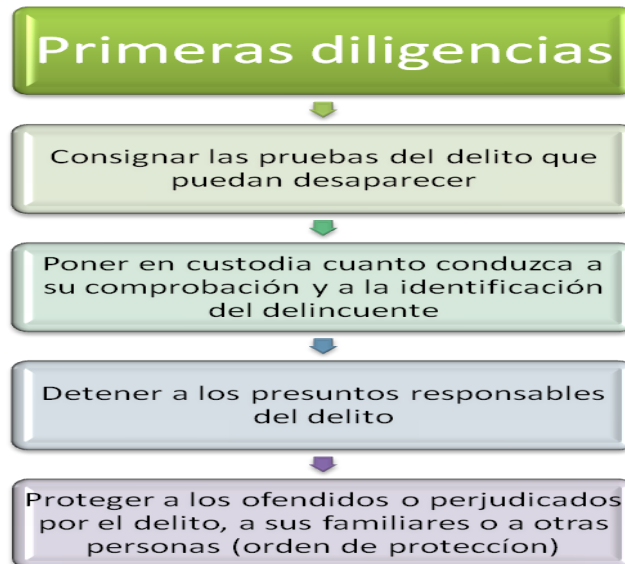 Primeras diligencias
Consignar las pruebas del delito que
puedan desaparecer
Poner en custodia cuanto conduzca a
su comprobación y a la identificación
del delincuente
Detener a los presuntos responsables
del delito
Proteger a los ofendidos o perjudicados
por el delito, a sus familiares o a otras
personas (orden de proteccíon)